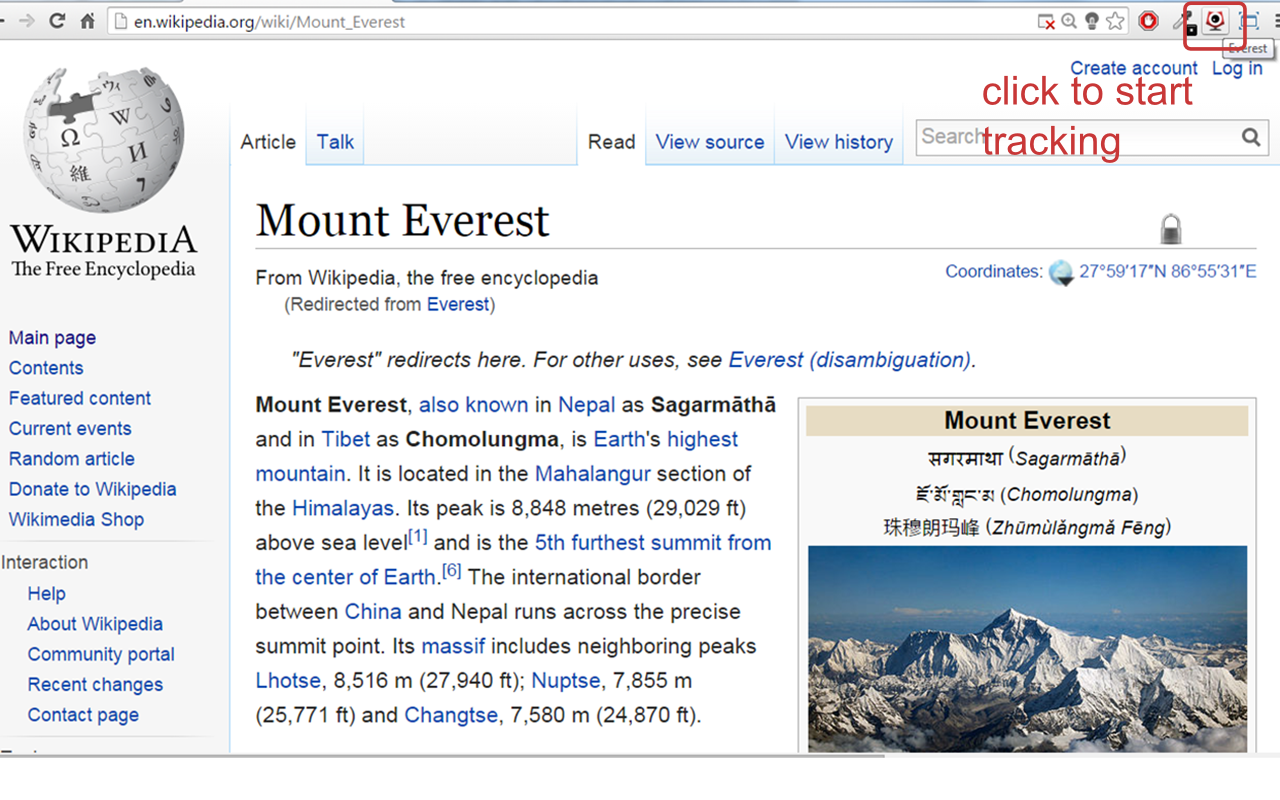 en.wikipedia.org/wiki/Mount_Everest
Everest
Create account Log in
click to start
tracking
Article Talk Read View source View history Search
WIKIPEDIA
The Free Encyclopedia
Mount Everest
From Wikipedia, the free encyclopedia
(Redirected from Everest)
Coordinates: 27°59′17″N 86°55′31″E
"Everest" redirects here. For other uses, see Everest (disambiguation).
Main page
Contents
Featured content
Current events
Random article
Donate to Wikipedia
Wikimedia Shop
Interaction
Help
About Wikipedia
Community portal
Recent changes
Contact page
Mount Everest, also known in Nepal as Sagarmāthā
and in Tibet as Chomolungma, is Earth's highest
mountain. It is located in the Mahalangur section of
the Himalayas. Its peak is 8,848 metres (29,029 ft)
above sea level[1] and is the 5th furthest summit from
the center of Earth.[6] The international border
between China and Nepal runs across the precise
summit point. Its massif includes neighboring peaks
Lhotse, 8,516 m (27,940 ft); Nuptse, 7,855 m
(25,771 ft) and Changtse, 7,580 m (24,870 ft).
Mount Everest
सगरमाथा (Sagarmāthā)
ཇོ་མོ་གླང་མ (Chomolungma)
珠穆朗玛峰 (Zhūmùlǎngmǎ Fēng)